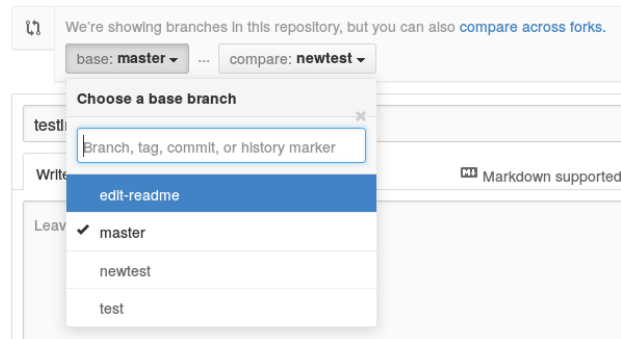 We're showing branches in this repository, but you can also compare across forks.
base: master ... compare: newtest
Choose a base branch
Branch, tag, commit, or history marker
Markdown supported
edit-readme
master
newtest
test